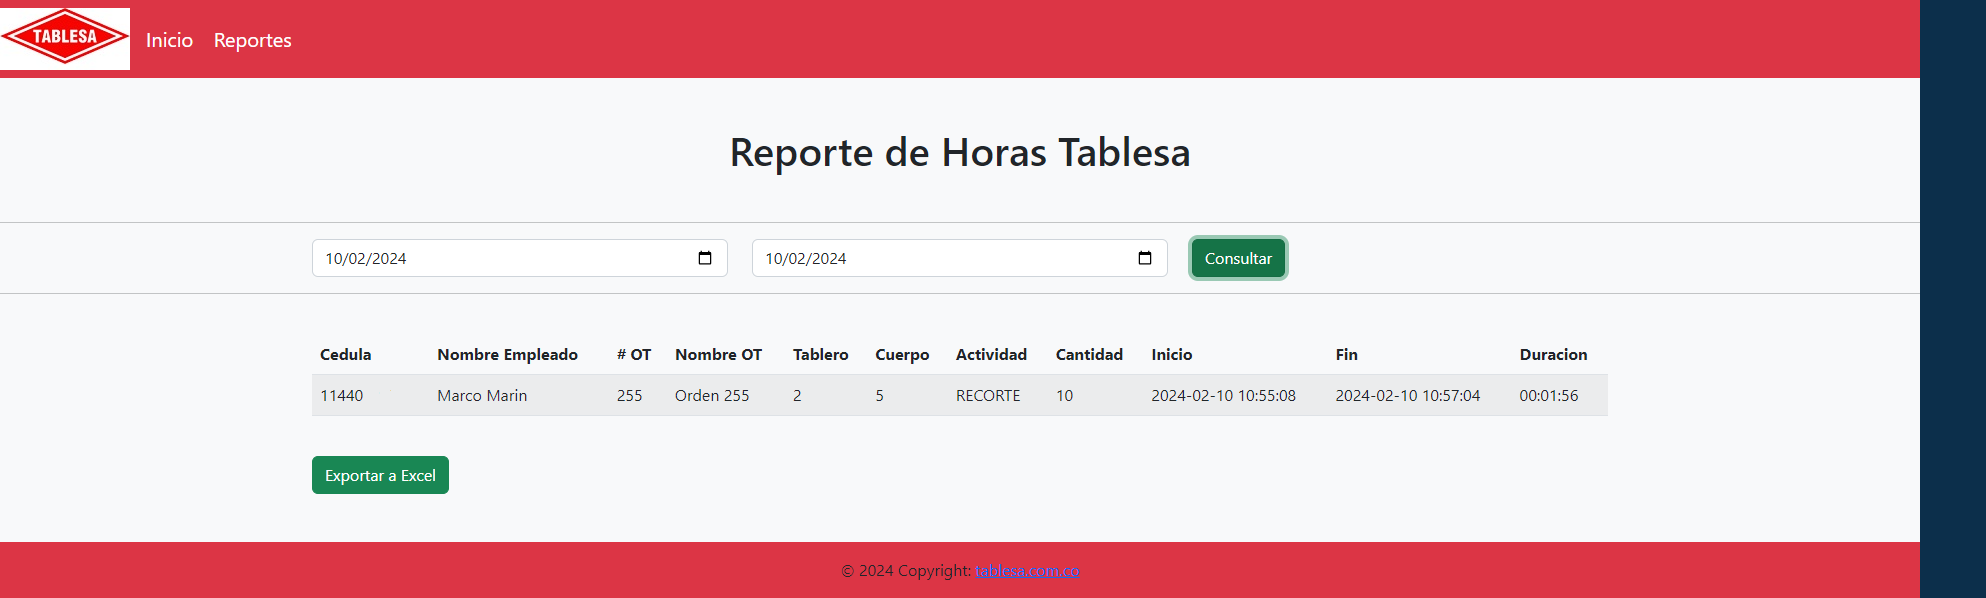 TABLESA
Inicio Reportes
Reporte de Horas Tablesa
10/02/2024 10/02/2024 Consultar
Cedula Nombre Empleado # OT Nombre OT Tablero Cuerpo Actividad Cantidad Inicio Fin Duracion
11440 Marco Marin 255 Orden 255 2 5 RECORTE 10 2024-02-10 10:55:08 2024-02-10 10:57:04 00:01:56
Exportar a Excel
© 2024 Copyright: tablesa.com.co